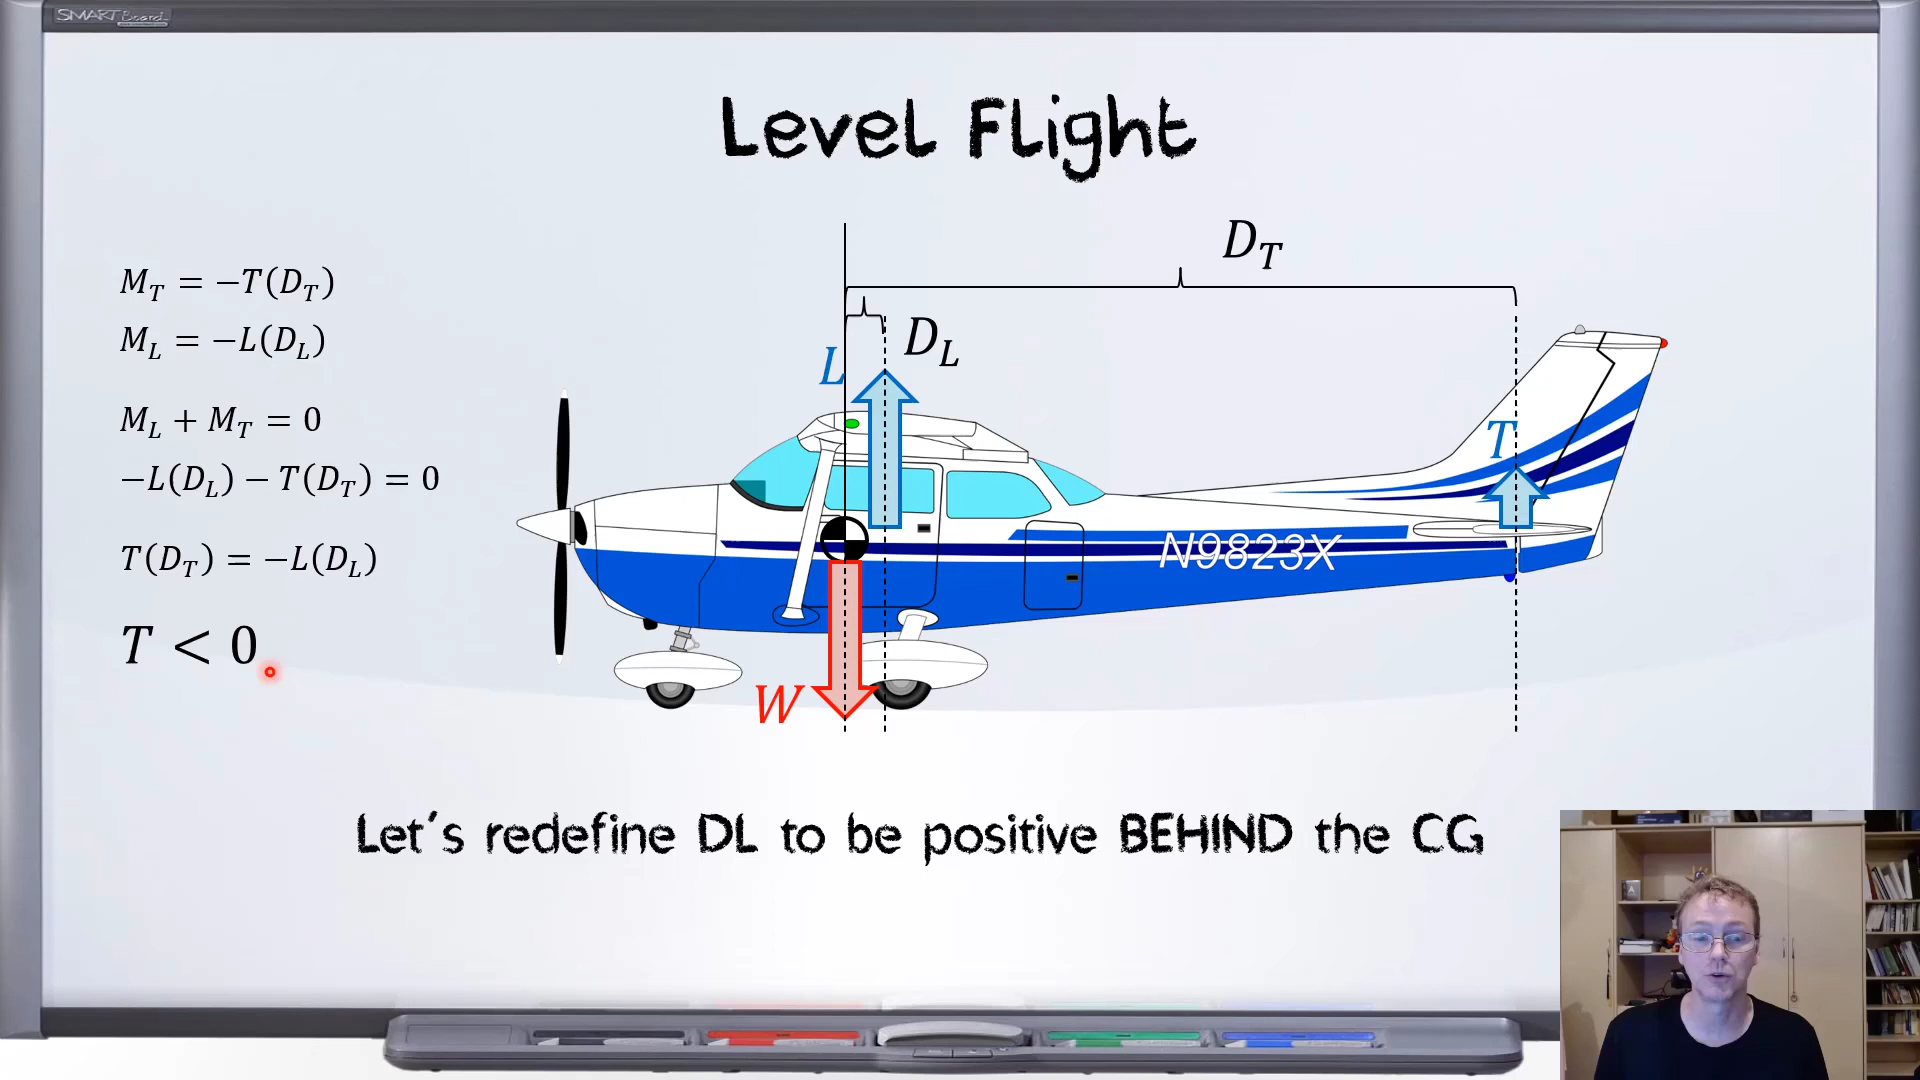 SMART Board
Level Flight
D_T
D_L
L
T
W
M_T = −T(D_T)
M_L = −L(D_L)
M_L + M_T = 0
−L(D_L) − T(D_T) = 0
T(D_T) = −L(D_L)
T < 0
N9823X
Let's redefine DL to be positive BEHIND the CG